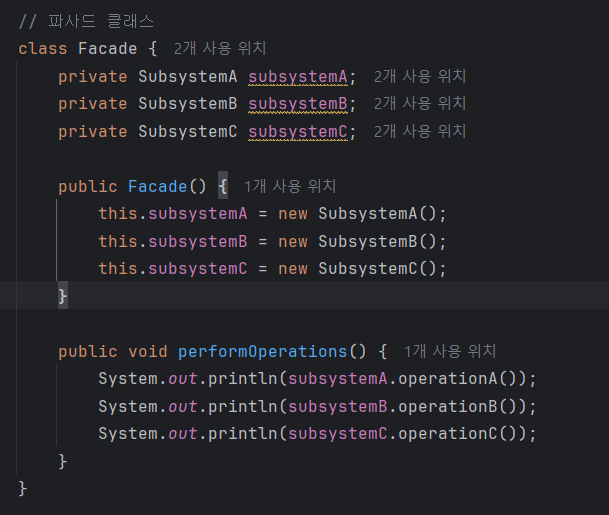 // 파사드 클래스
class Facade {  2개 사용 위치
    private SubsystemA subsystemA;  2개 사용 위치
    private SubsystemB subsystemB;  2개 사용 위치
    private SubsystemC subsystemC;  2개 사용 위치
    public Facade() {  1개 사용 위치
        this.subsystemA = new SubsystemA();
        this.subsystemB = new SubsystemB();
        this.subsystemC = new SubsystemC();
    }
    public void performOperations() {  1개 사용 위치
        System.out.println(subsystemA.operationA());
        System.out.println(subsystemB.operationB());
        System.out.println(subsystemC.operationC());
    }
}